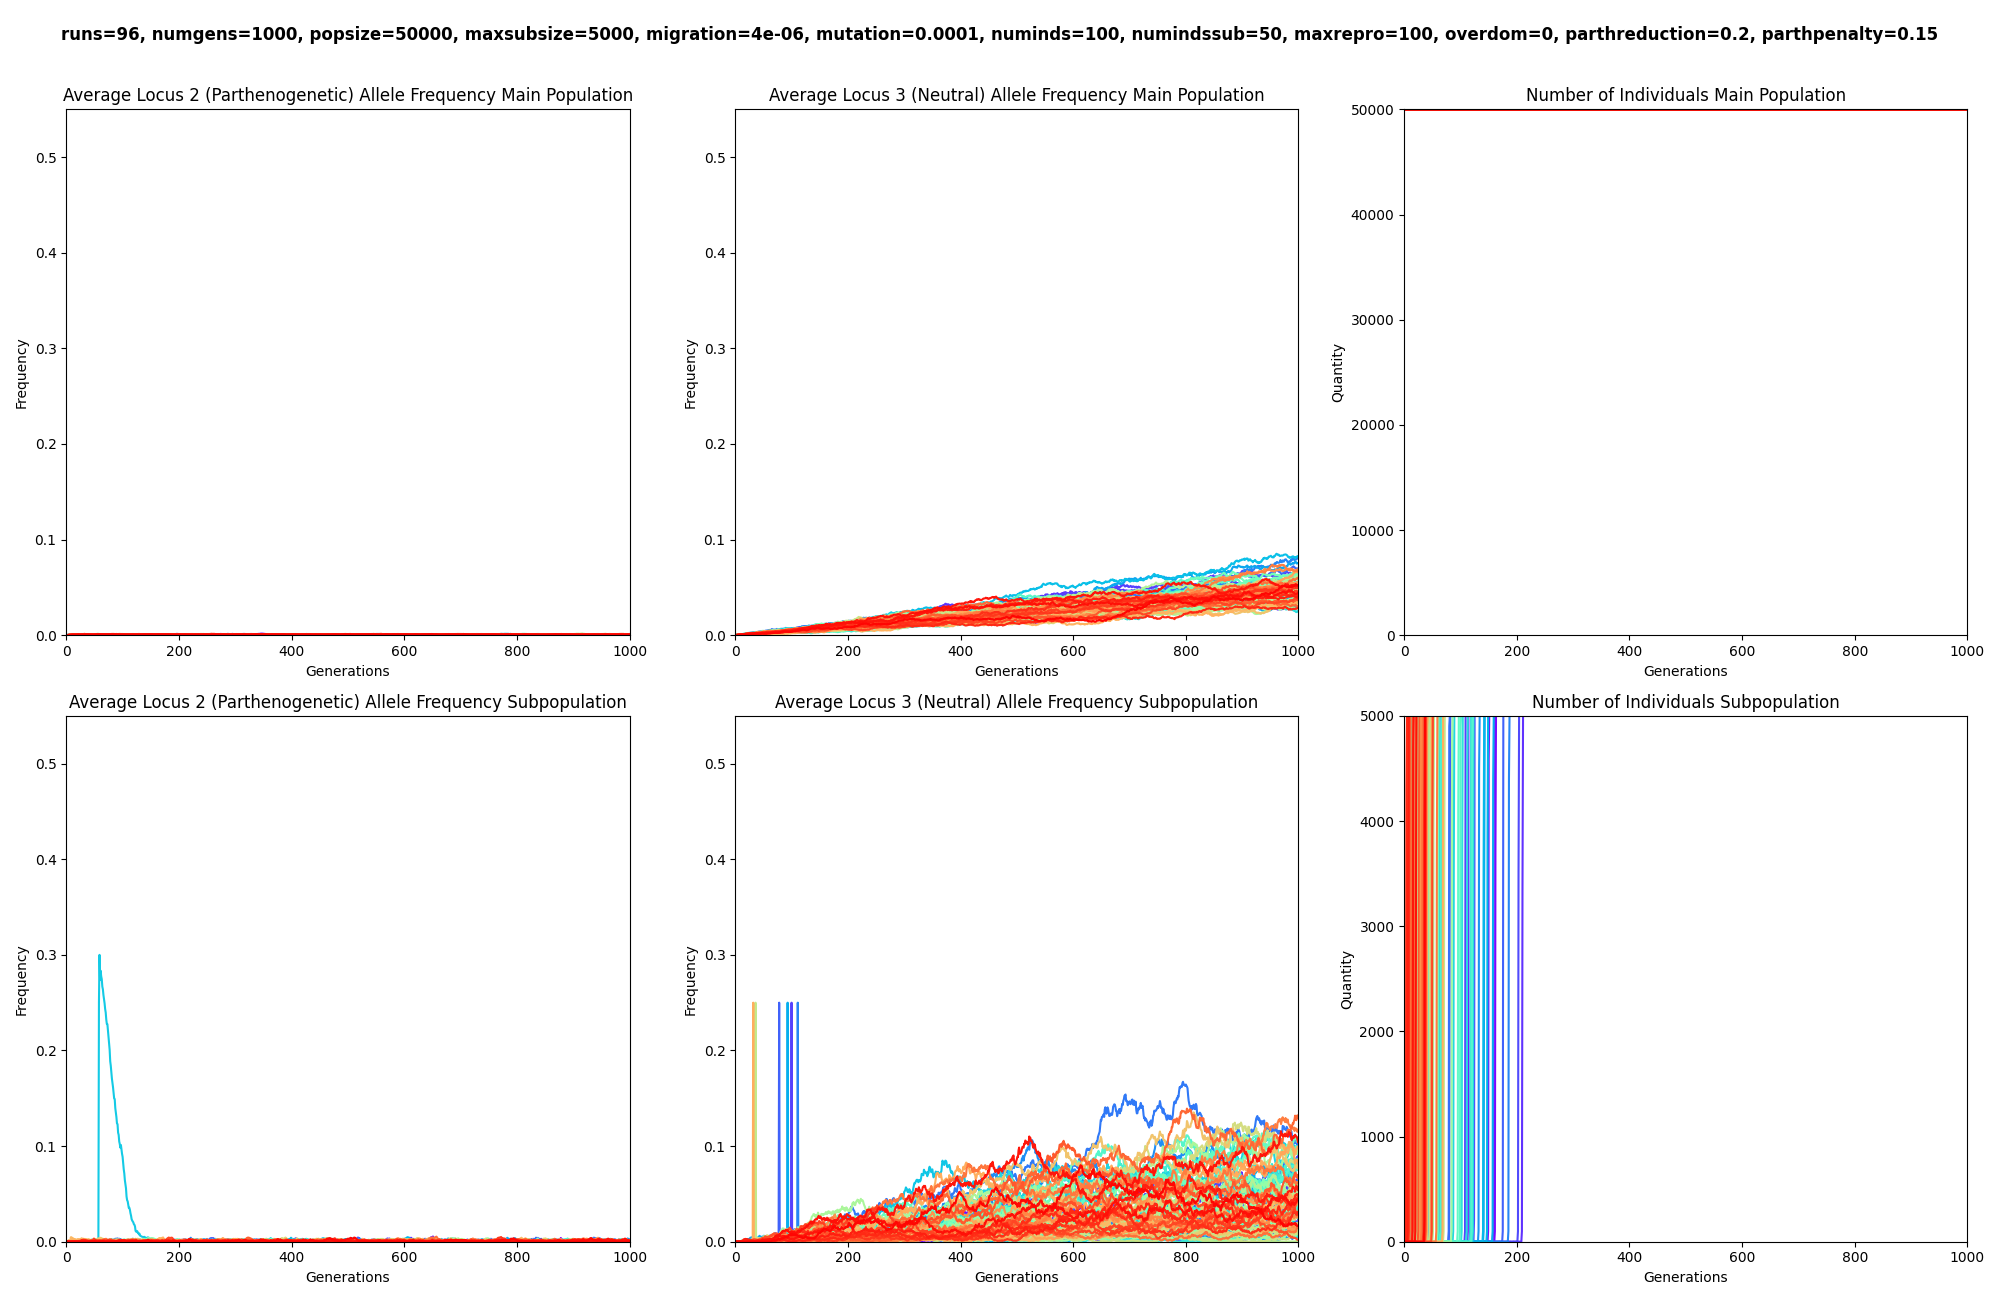 runs=96, numgens=1000, popsize=50000, maxsubsize=5000, migration=4e-06, mutation=0.0001, numinds=100, numindssub=50, maxrepro=100, overdom=0, parthreduction=0.2, parthpenalty=0.15
Average Locus 2 (Parthenogenetic) Allele Frequency Main Population
Frequency
0.5
0.4
0.3
0.2
0.1
0.0
0 200 400 600 800 1000
Generations
Average Locus 3 (Neutral) Allele Frequency Main Population
Frequency
0.5
0.4
0.3
0.2
0.1
0.0
0 200 400 600 800 1000
Generations
Number of Individuals Main Population
Quantity
50000
40000
30000
20000
10000
0
0 200 400 600 800 1000
Generations
Average Locus 2 (Parthenogenetic) Allele Frequency Subpopulation
Frequency
0.5
0.4
0.3
0.2
0.1
0.0
0 200 400 600 800 1000
Generations
Average Locus 3 (Neutral) Allele Frequency Subpopulation
Frequency
0.5
0.4
0.3
0.2
0.1
0.0
0 200 400 600 800 1000
Generations
Number of Individuals Subpopulation
Quantity
5000
4000
3000
2000
1000
0
0 200 400 600 800 1000
Generations